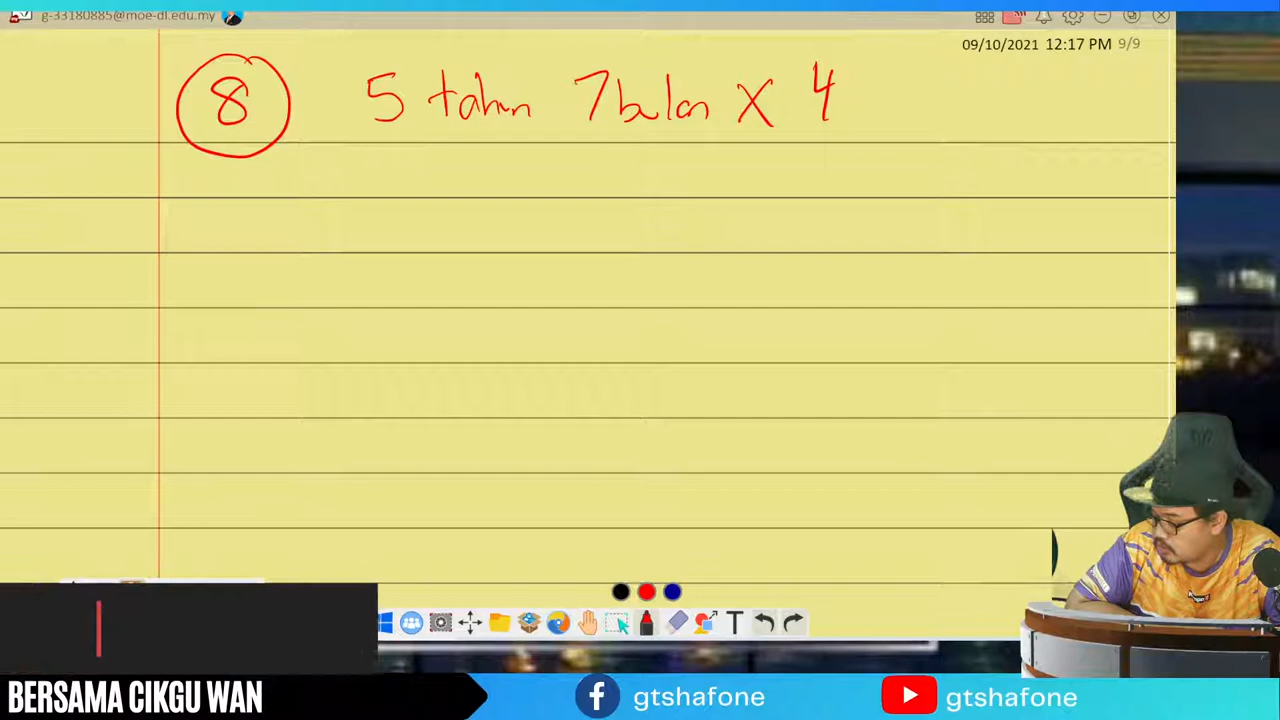 g-33180885@moe-dl.edu.my
09/10/2021 12:17 PM 9/9
8 5 tahun 7 bulan X 4
T
BERSAMA CIKGU WAN
gtshafone
gtshafone